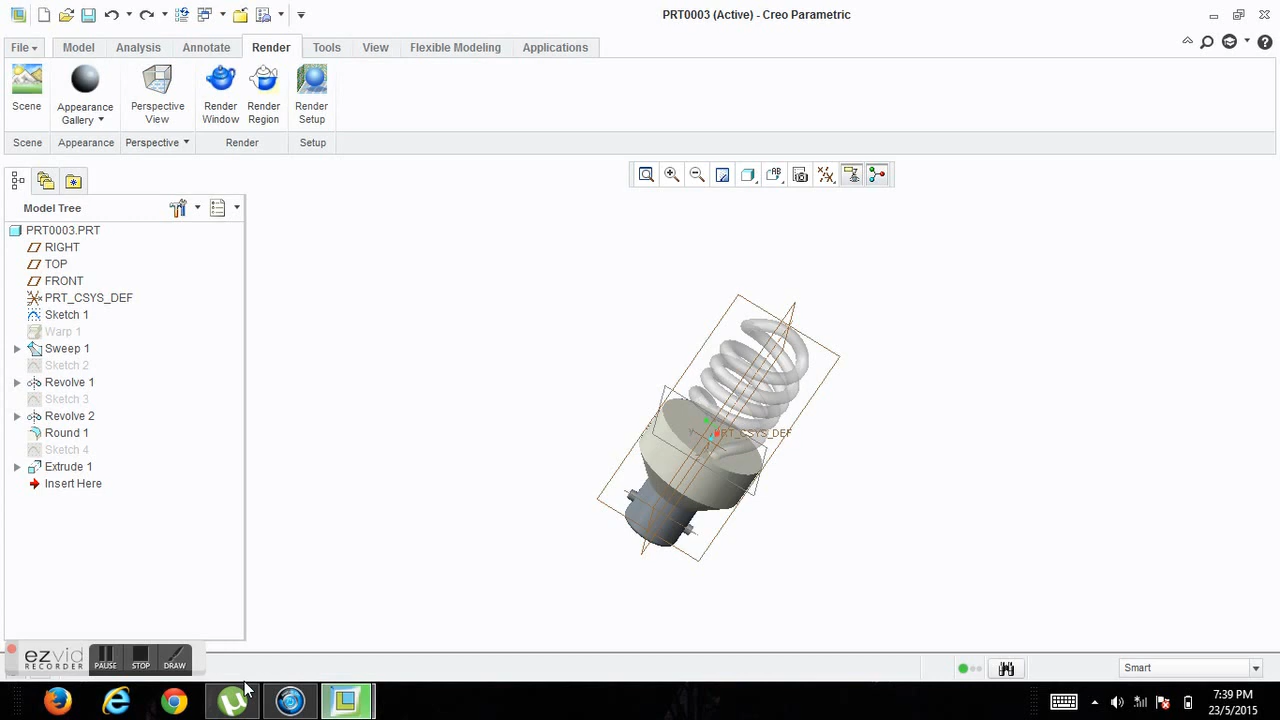 PRT0003 (Active) - Creo Parametric
File Model Analysis Annotate Render Tools View Flexible Modeling Applications
Scene Appearance Gallery Perspective View Render Window Render Region Render Setup
Scene Appearance Perspective Render Setup
Model Tree
PRT0003.PRT
RIGHT
TOP
FRONT
PRT_CSYS_DEF
Sketch 1
Warp 1
Sweep 1
Sketch 2
Revolve 1
Sketch 3
Revolve 2
Round 1
Sketch 4
Extrude 1
Insert Here
PRT_CSYS_DEF
ezvid
RECORDER
PAUSE STOP DRAW
Smart
7:39 PM
23/5/2015